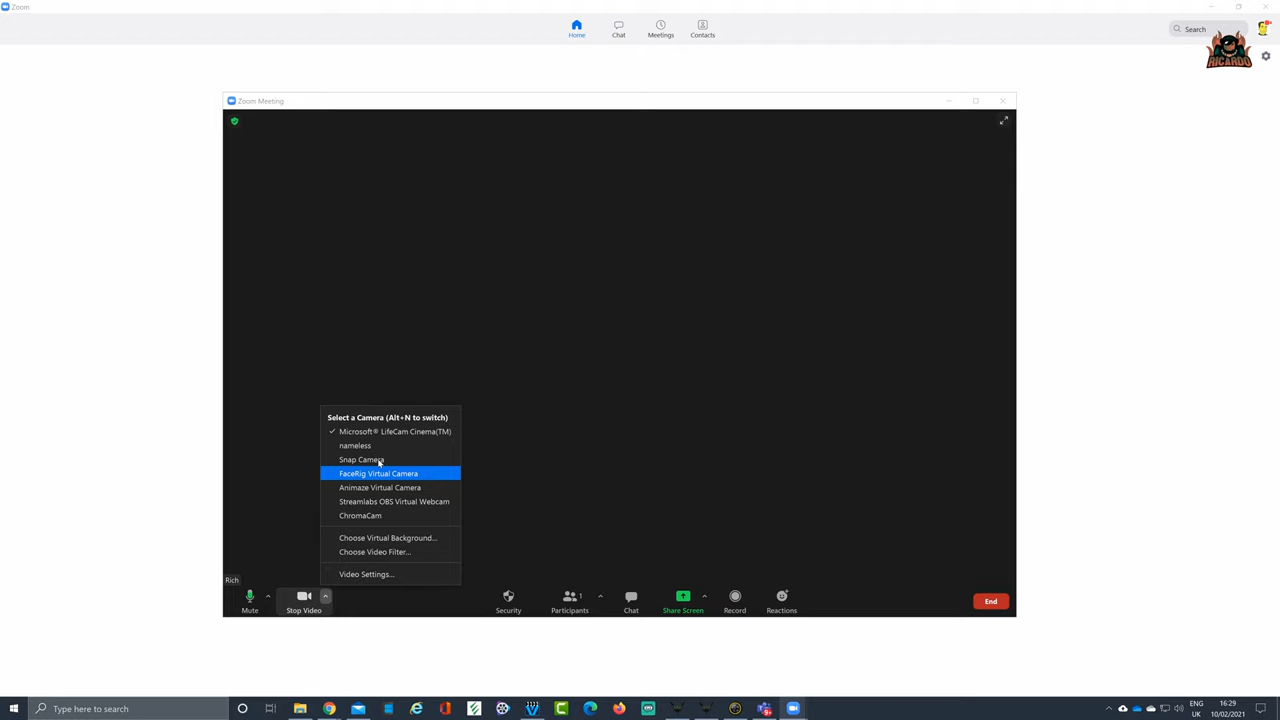 Zoom
Home
Chat
Meetings
Contacts
Search
RICARDO
Zoom Meeting
Select a Camera (Alt+N to switch)
✓ Microsoft® LifeCam Cinema(TM)
nameless
Snap Camera
FaceRig Virtual Camera
Animaze Virtual Camera
Streamlabs OBS Virtual Webcam
ChromaCam
Choose Virtual Background...
Choose Video Filter...
Video Settings...
Rich
Mute
Stop Video
Security
1
Participants
Chat
Share Screen
Record
Reactions
End
Type here to search
ENG
UK
16:29
10/02/2021